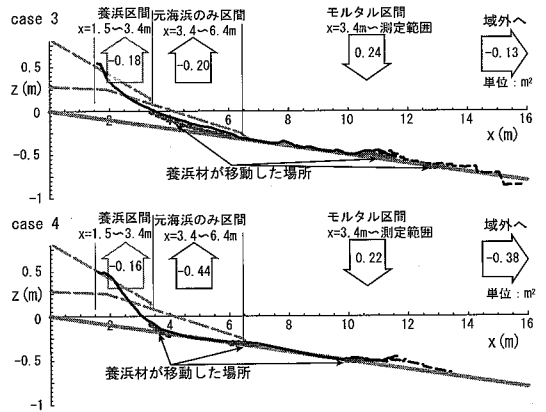 case 3
養浜区間 元海浜のみ区間 モルタル区間 域外へ
x=1.5〜3.4m x=3.4〜6.4m x=3.4m〜測定範囲
-0.18 -0.20 0.24 -0.13
単位：m²
0.5
z(m)
0
2 4 6 8 10 12 14 16
x(m)
-0.5
養浜材が移動した場所
-1
case 4
養浜区間 元海浜のみ区間 モルタル区間 域外へ
x=1.5〜3.4m x=3.4〜6.4m x=3.4m〜測定範囲
-0.16 -0.44 0.22 -0.38
単位：m²
0.5
z(m)
0
2 4 6 8 10 12 14 16
x(m)
-0.5
養浜材が移動した場所
-1